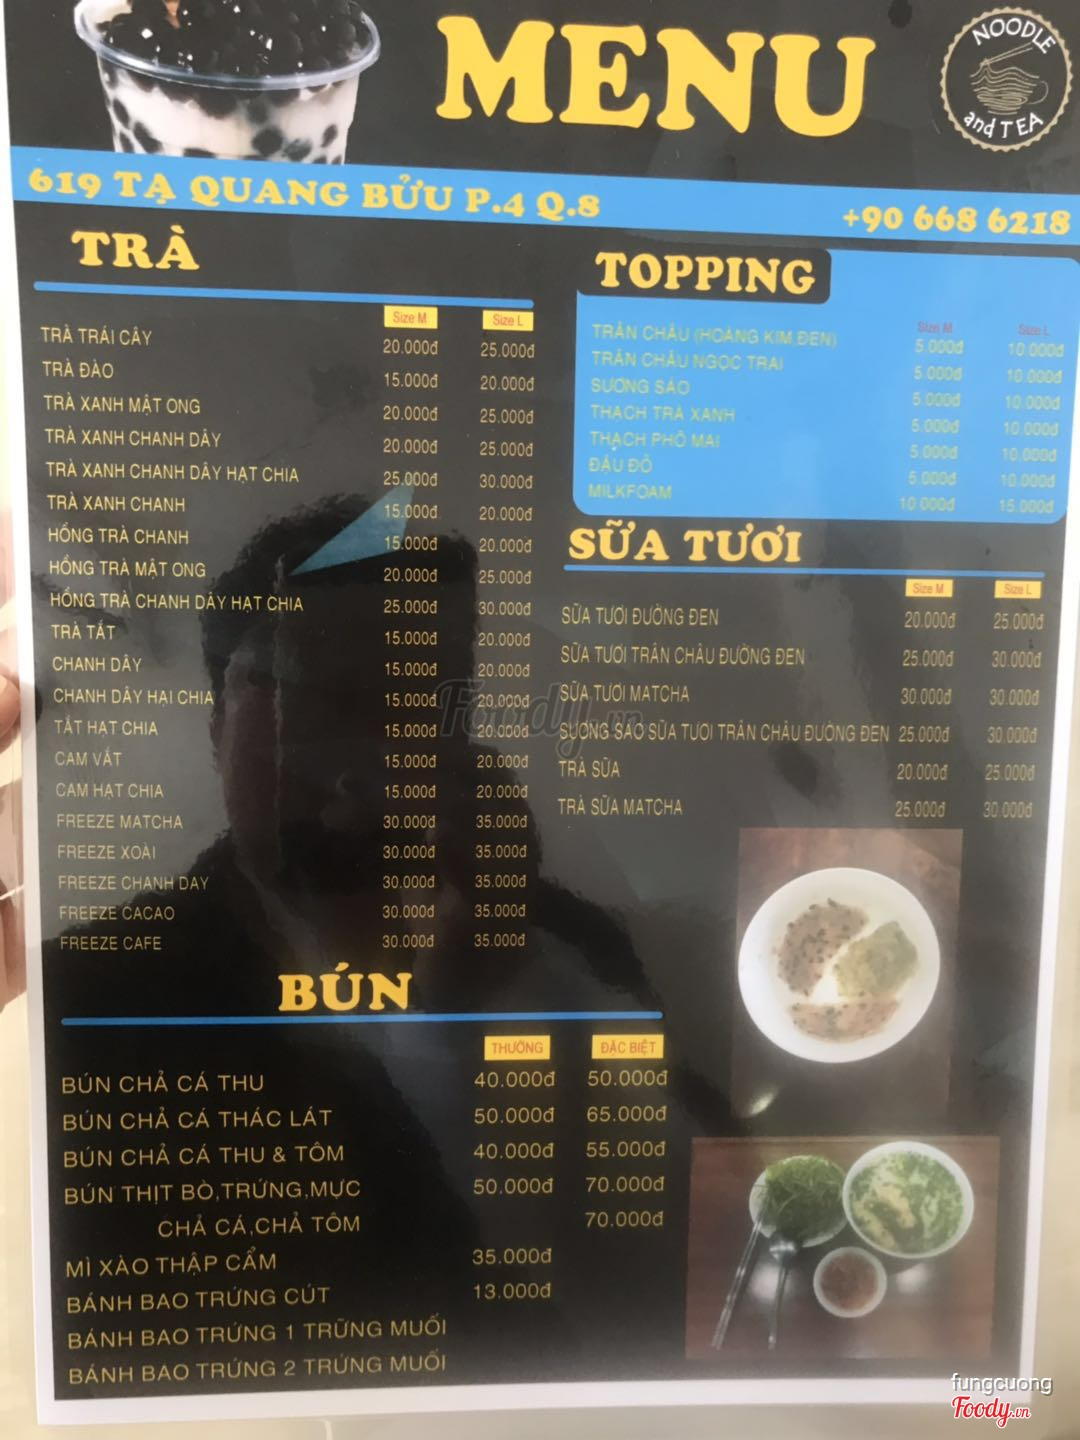 MENU
NOODLE
and TEA
619 TẠ QUANG BỬU P.4 Q.8
+90 668 6218
TRÀ
Size M Size L
TRÀ TRÁI CÂY 20.000đ 25.000đ
TRÀ ĐÀO 15.000đ 20.000đ
TRÀ XANH MẬT ONG 20.000đ 25.000đ
TRÀ XANH CHANH DÂY 20.000đ 25.000đ
TRÀ XANH CHANH DÂY HẠT CHIA 25.000đ 30.000đ
TRÀ XANH CHANH 15.000đ 20.000đ
HỒNG TRÀ CHANH 15.000đ 20.000đ
HỒNG TRÀ MẬT ONG 20.000đ 25.000đ
HỒNG TRÀ CHANH DÂY HẠT CHIA 25.000đ 30.000đ
TRÀ TẮT 15.000đ 20.000đ
CHANH DÂY 15.000đ 20.000đ
CHANH DÂY HẠI CHIA 15.000đ 20.000đ
TẮT HẠT CHIA 15.000đ 20.000đ
CAM VẮT 15.000đ 20.000đ
CAM HẠT CHIA 15.000đ 20.000đ
FREEZE MATCHA 30.000đ 35.000đ
FREEZE XOÀI 30.000đ 35.000đ
FREEZE CHANH DAY 30.000đ 35.000đ
FREEZE CACAO 30.000đ 35.000đ
FREEZE CAFE 30.000đ 35.000đ
TOPPING
Size M Size L
TRÂN CHÂU (HOÀNG KIM,ĐEN) 5.000đ 10.000đ
TRÂN CHÂU NGỌC TRAI 5.000đ 10.000đ
SƯƠNG SÁO 5.000đ 10.000đ
THẠCH TRÀ XANH 5.000đ 10.000đ
THẠCH PHÔ MAI 5.000đ 10.000đ
ĐẬU ĐỎ 5.000đ 10.000đ
MILKFOAM 10.000đ 15.000đ
SỮA TƯƠI
Size M Size L
SỮA TƯƠI ĐƯỜNG ĐEN 20.000đ 25.000đ
SỮA TƯƠI TRÂN CHÂU ĐƯỜNG ĐEN 25.000đ 30.000đ
SỮA TƯƠI MATCHA 30.000đ 30.000đ
SƯƠNG SÁO SỮA TƯƠI TRÂN CHÂU ĐƯỜNG ĐEN 25.000đ 30.000đ
TRÀ SỮA 20.000đ 25.000đ
TRÀ SỮA MATCHA 25.000đ 30.000đ
Foody.vn
BÚN
THƯỜNG ĐẶC BIỆT
BÚN CHẢ CÁ THU 40.000đ 50.000đ
BÚN CHẢ CÁ THÁC LÁT 50.000đ 65.000đ
BÚN CHẢ CÁ THU & TÔM 40.000đ 55.000đ
BÚN THỊT BÒ,TRỨNG,MỰC 50.000đ 70.000đ
CHẢ CÁ,CHẢ TÔM 70.000đ
MÌ XÀO THẬP CẨM 35.000đ
BÁNH BAO TRỨNG CÚT 13.000đ
BÁNH BAO TRỨNG 1 TRỮNG MUỐI
BÁNH BAO TRỨNG 2 TRỨNG MUỐI
fungcuong
Foody.vn